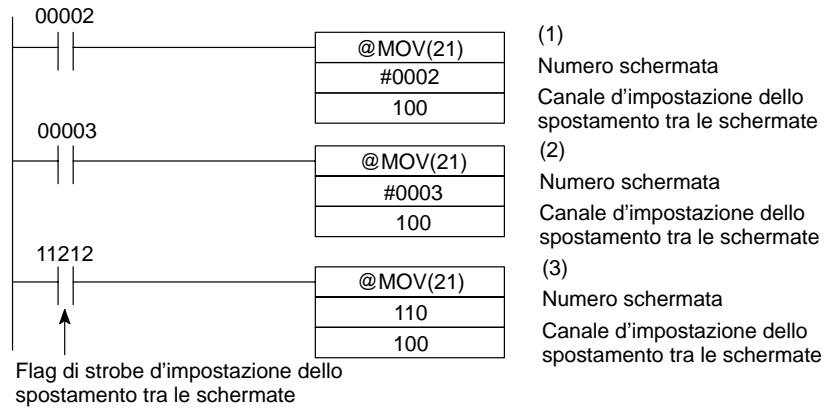 00002
@MOV(21)
#0002
100
(1)
Numero schermata
Canale d'impostazione dello
spostamento tra le schermate
00003
@MOV(21)
#0003
100
(2)
Numero schermata
Canale d'impostazione dello
spostamento tra le schermate
11212
@MOV(21)
110
100
(3)
Numero schermata
Canale d'impostazione dello
spostamento tra le schermate
Flag di strobe d'impostazione dello
spostamento tra le schermate